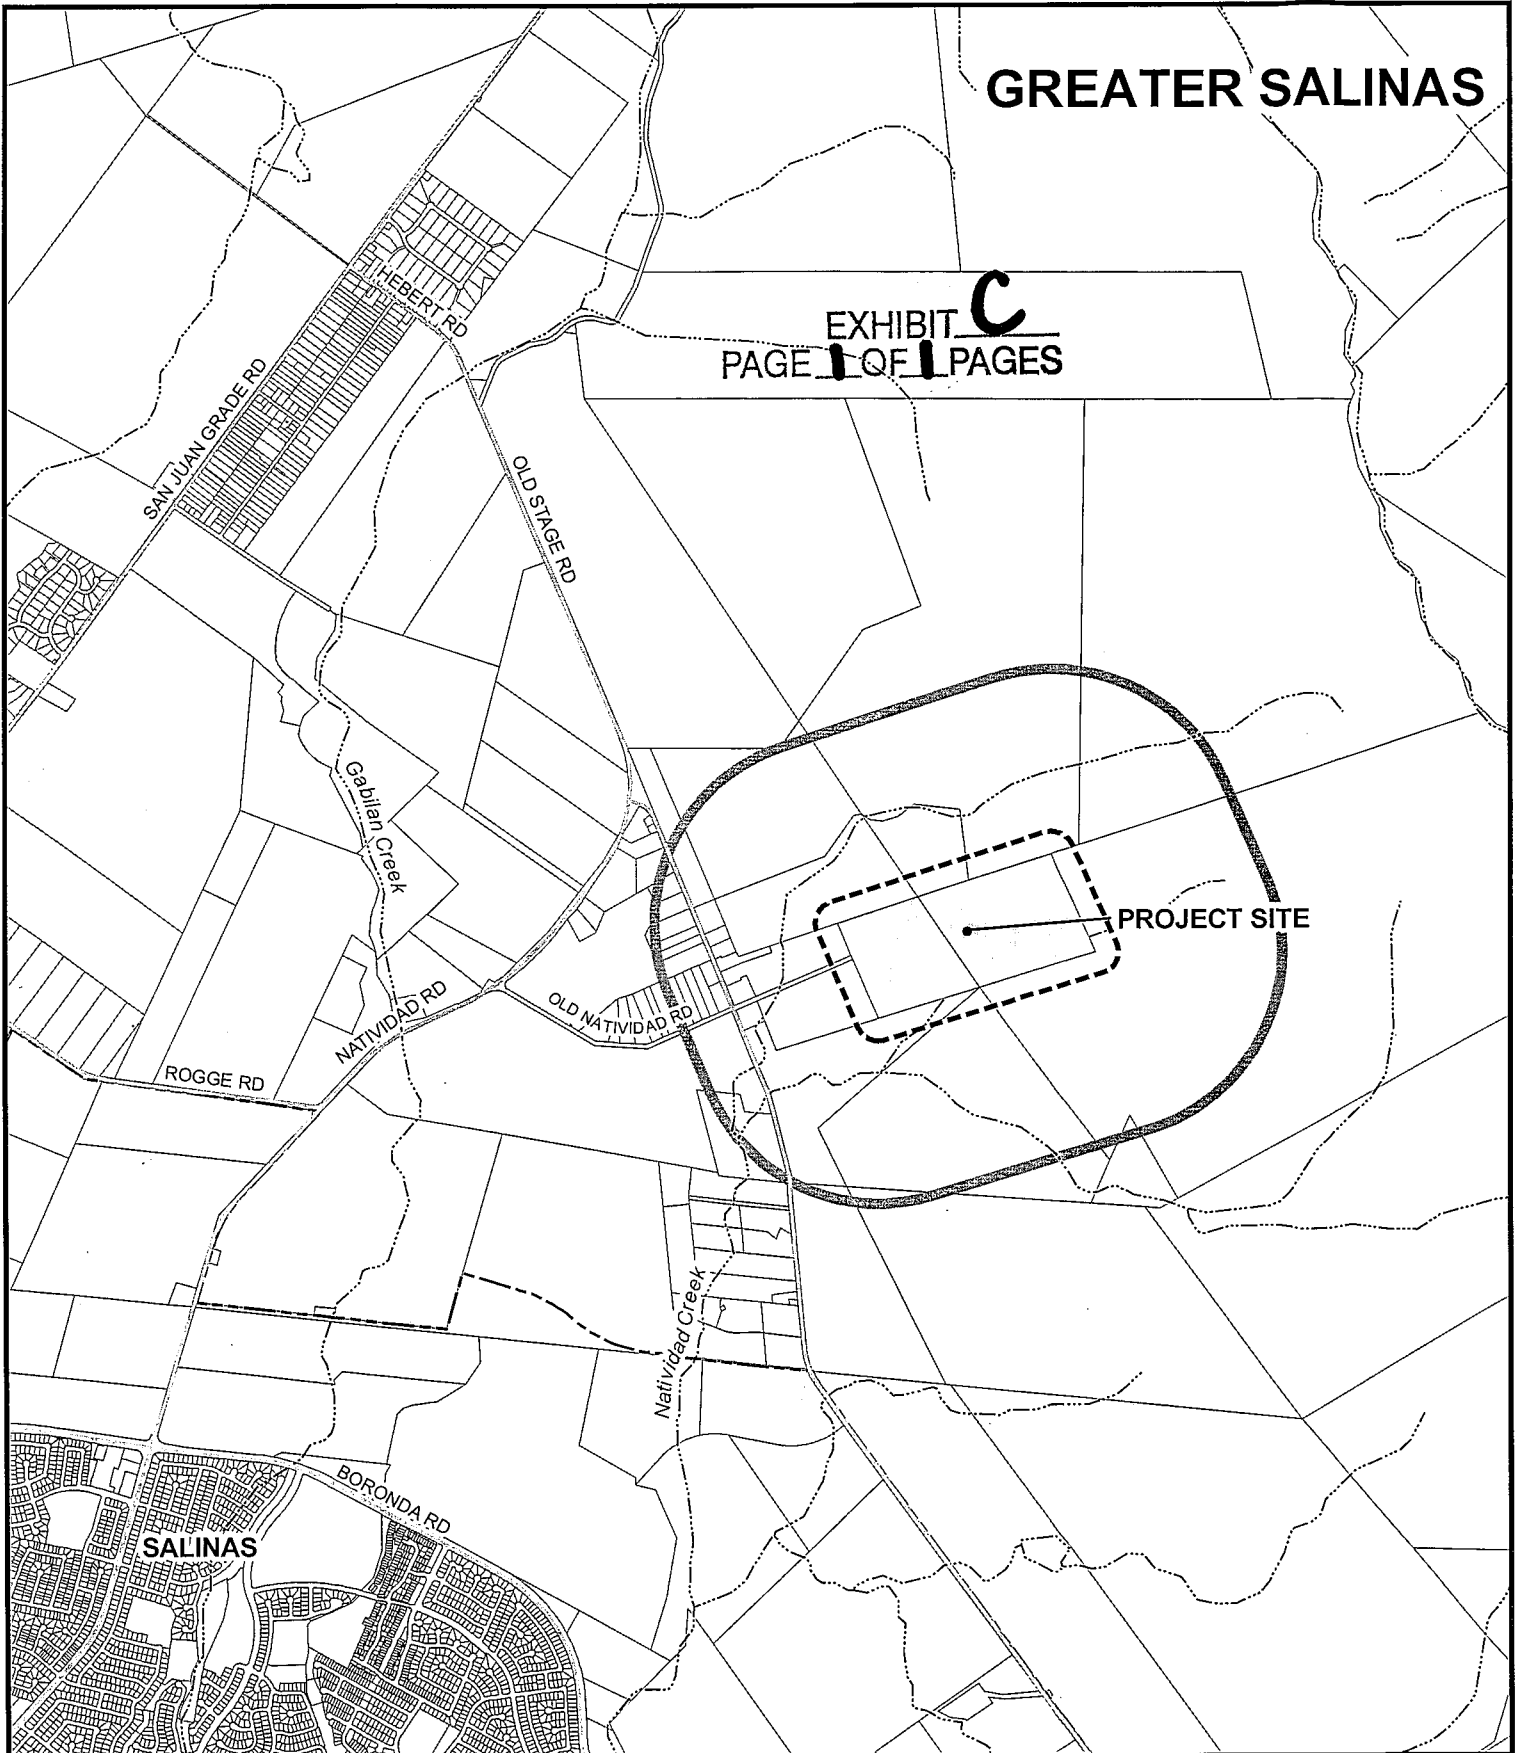 GREATER SALINAS
EXHIBIT C
PAGE 1 OF 1 PAGES
HEBERT RD
SAN JUAN GRADE RD
OLD STAGE RD
Gabilan Creek
PROJECT SITE
NATIVIDAD RD
OLD NATIVIDAD RD
ROGGE RD
Natividad Creek
BORONDA RD
SALINAS